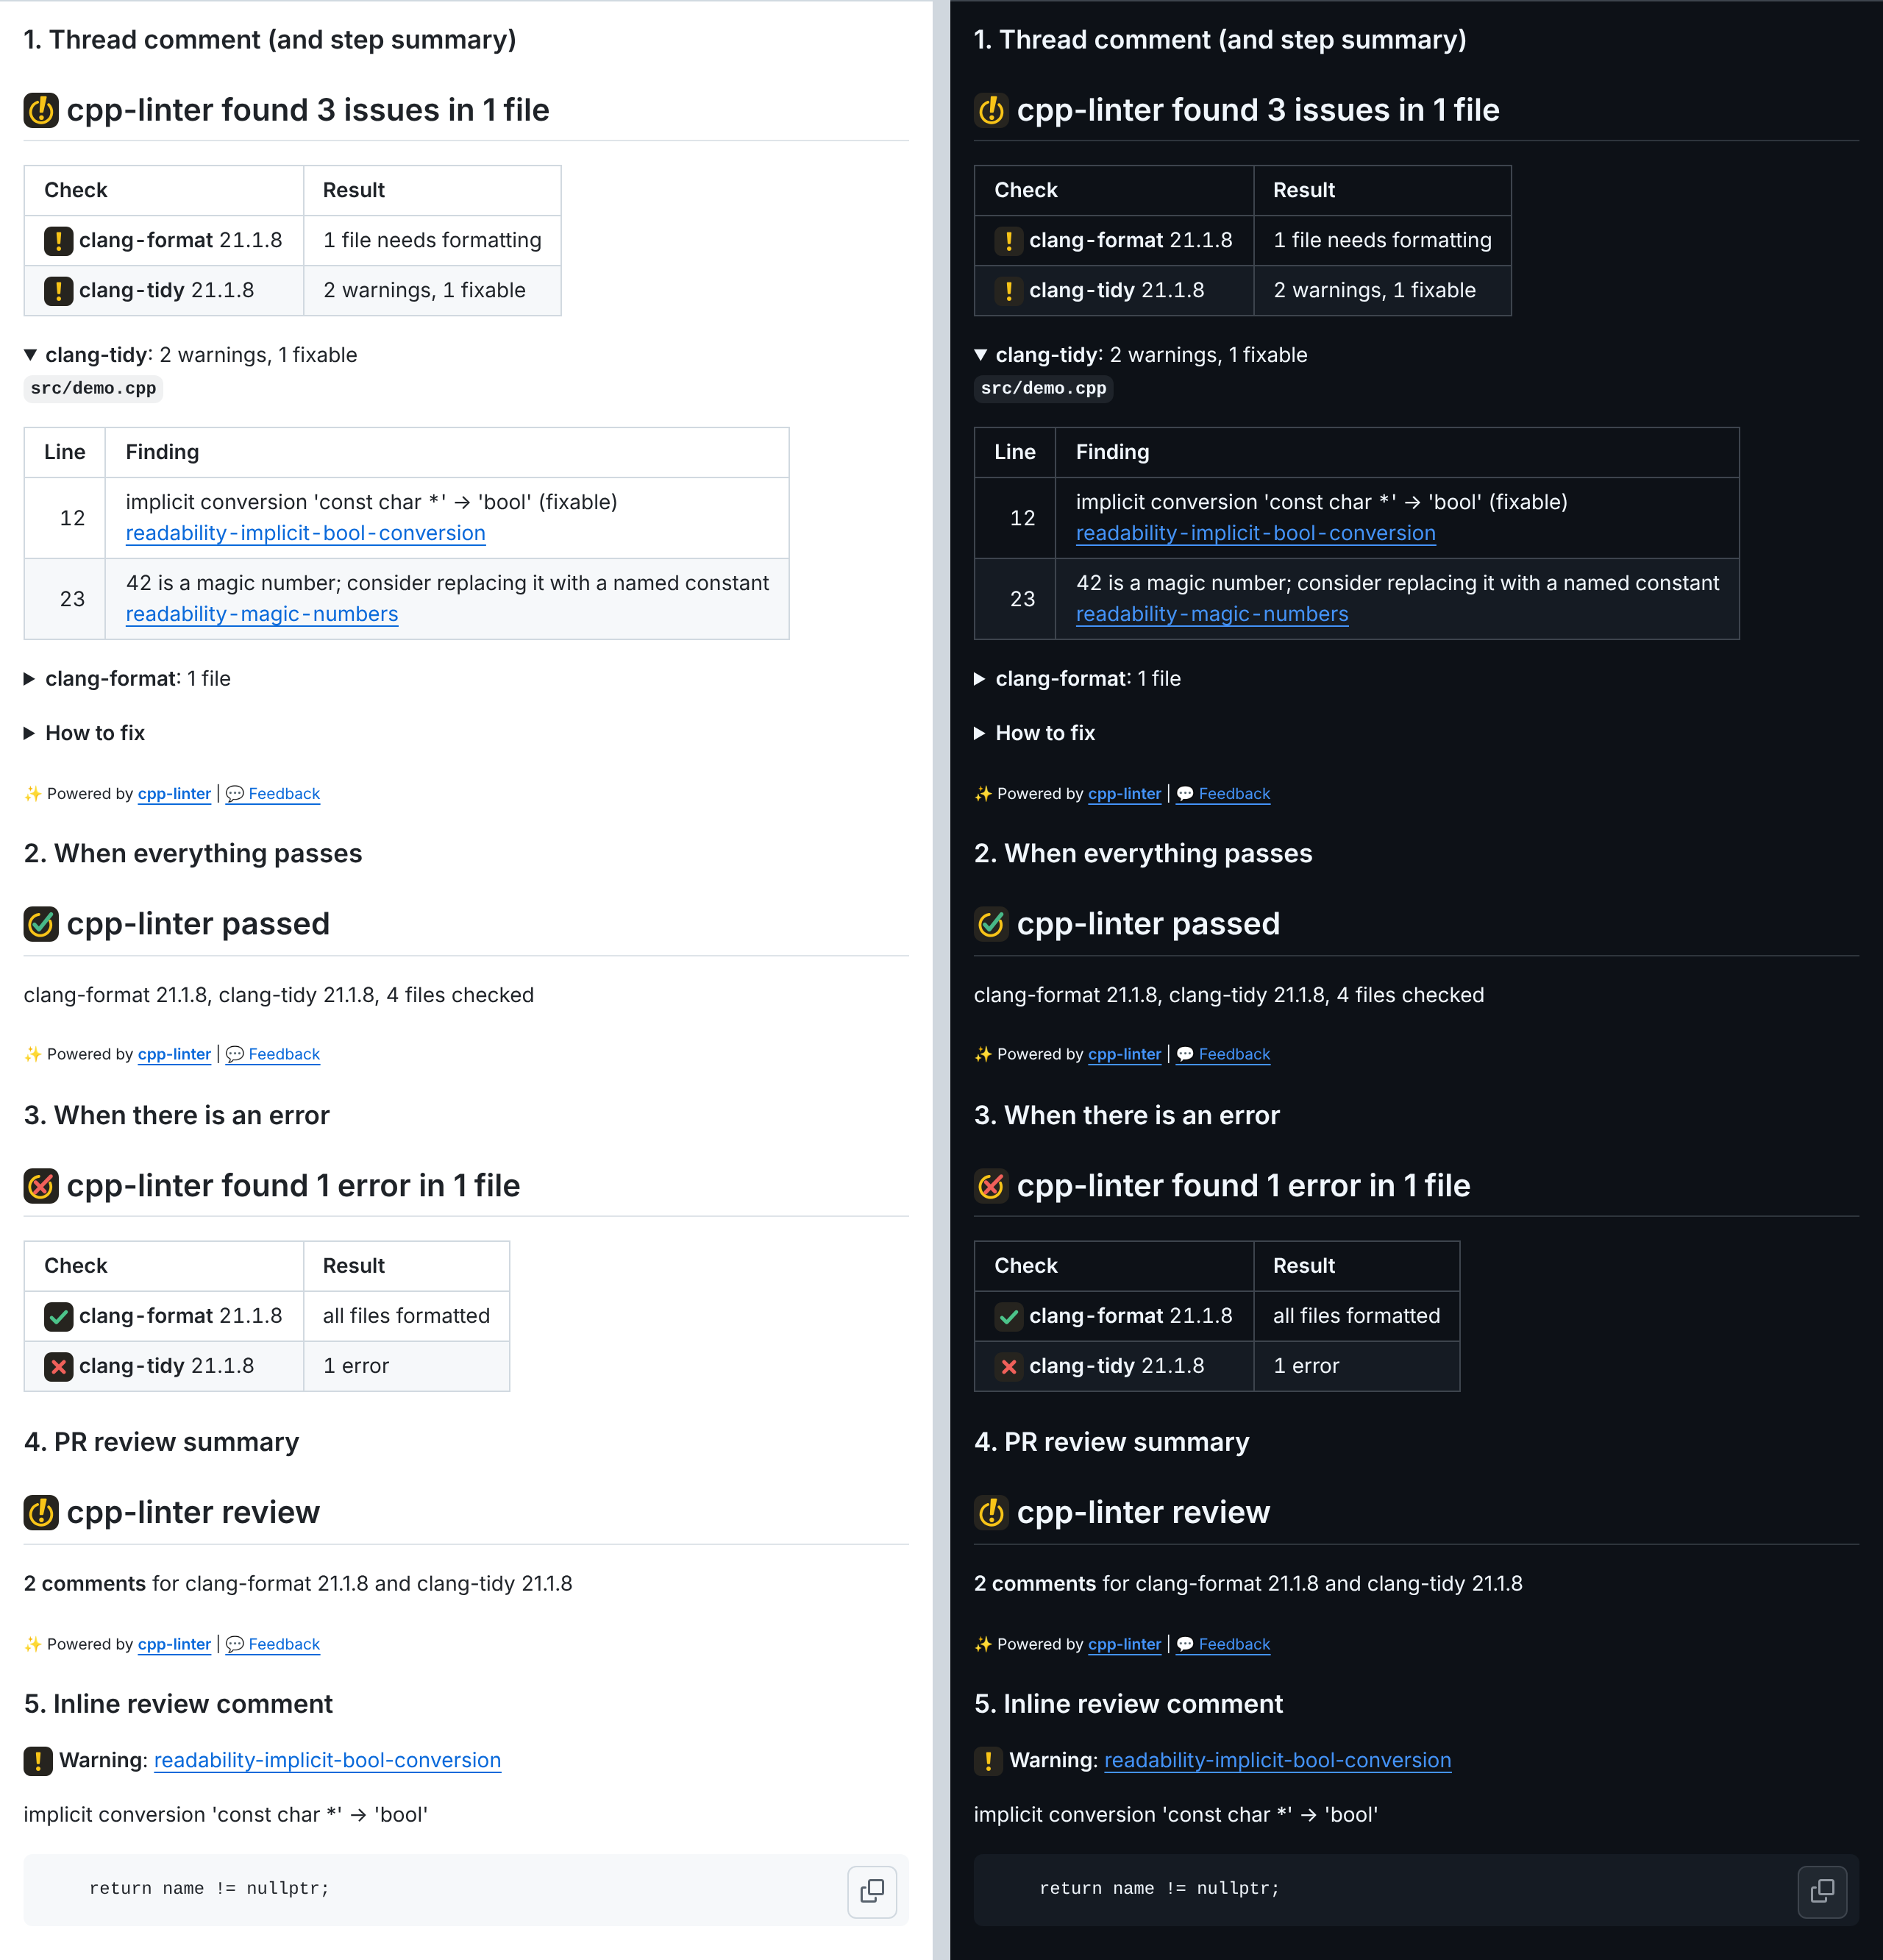 1. Thread comment (and step summary)
cpp-linter found 3 issues in 1 file
Check Result
clang-format 21.1.8 1 file needs formatting
clang-tidy 21.1.8 2 warnings, 1 fixable
▼ clang-tidy: 2 warnings, 1 fixable
src/demo.cpp
Line Finding
12 implicit conversion 'const char *' → 'bool' (fixable)
readability-implicit-bool-conversion
23 42 is a magic number; consider replacing it with a named constant
readability-magic-numbers
▶ clang-format: 1 file
▶ How to fix
✨ Powered by cpp-linter | 💬 Feedback
2. When everything passes
cpp-linter passed
clang-format 21.1.8, clang-tidy 21.1.8, 4 files checked
✨ Powered by cpp-linter | 💬 Feedback
3. When there is an error
cpp-linter found 1 error in 1 file
Check Result
clang-format 21.1.8 all files formatted
clang-tidy 21.1.8 1 error
4. PR review summary
cpp-linter review
2 comments for clang-format 21.1.8 and clang-tidy 21.1.8
✨ Powered by cpp-linter | 💬 Feedback
5. Inline review comment
Warning: readability-implicit-bool-conversion
implicit conversion 'const char *' → 'bool'
return name != nullptr;
1. Thread comment (and step summary)
cpp-linter found 3 issues in 1 file
Check Result
clang-format 21.1.8 1 file needs formatting
clang-tidy 21.1.8 2 warnings, 1 fixable
▼ clang-tidy: 2 warnings, 1 fixable
src/demo.cpp
Line Finding
12 implicit conversion 'const char *' → 'bool' (fixable)
readability-implicit-bool-conversion
23 42 is a magic number; consider replacing it with a named constant
readability-magic-numbers
▶ clang-format: 1 file
▶ How to fix
✨ Powered by cpp-linter | 💬 Feedback
2. When everything passes
cpp-linter passed
clang-format 21.1.8, clang-tidy 21.1.8, 4 files checked
✨ Powered by cpp-linter | 💬 Feedback
3. When there is an error
cpp-linter found 1 error in 1 file
Check Result
clang-format 21.1.8 all files formatted
clang-tidy 21.1.8 1 error
4. PR review summary
cpp-linter review
2 comments for clang-format 21.1.8 and clang-tidy 21.1.8
✨ Powered by cpp-linter | 💬 Feedback
5. Inline review comment
Warning: readability-implicit-bool-conversion
implicit conversion 'const char *' → 'bool'
return name != nullptr;